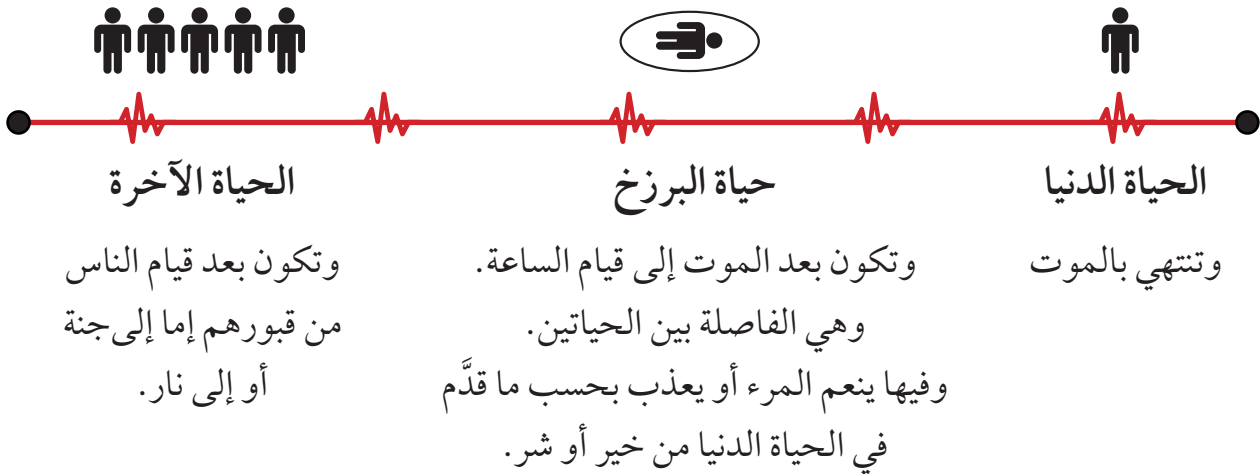 الحياة الدنيا
وتنتهي بالموت
حياة البرزخ
وتكون بعد الموت إلى قيام الساعة.
وهي الفاصلة بين الحياتين.
وفيها ينعم المرء أو يعذب بحسب ما قدَّم
في الحياة الدنيا من خير أو شر.
الحياة الآخرة
وتكون بعد قيام الناس
من قبورهم إما إلى جنة
أو إلى نار.